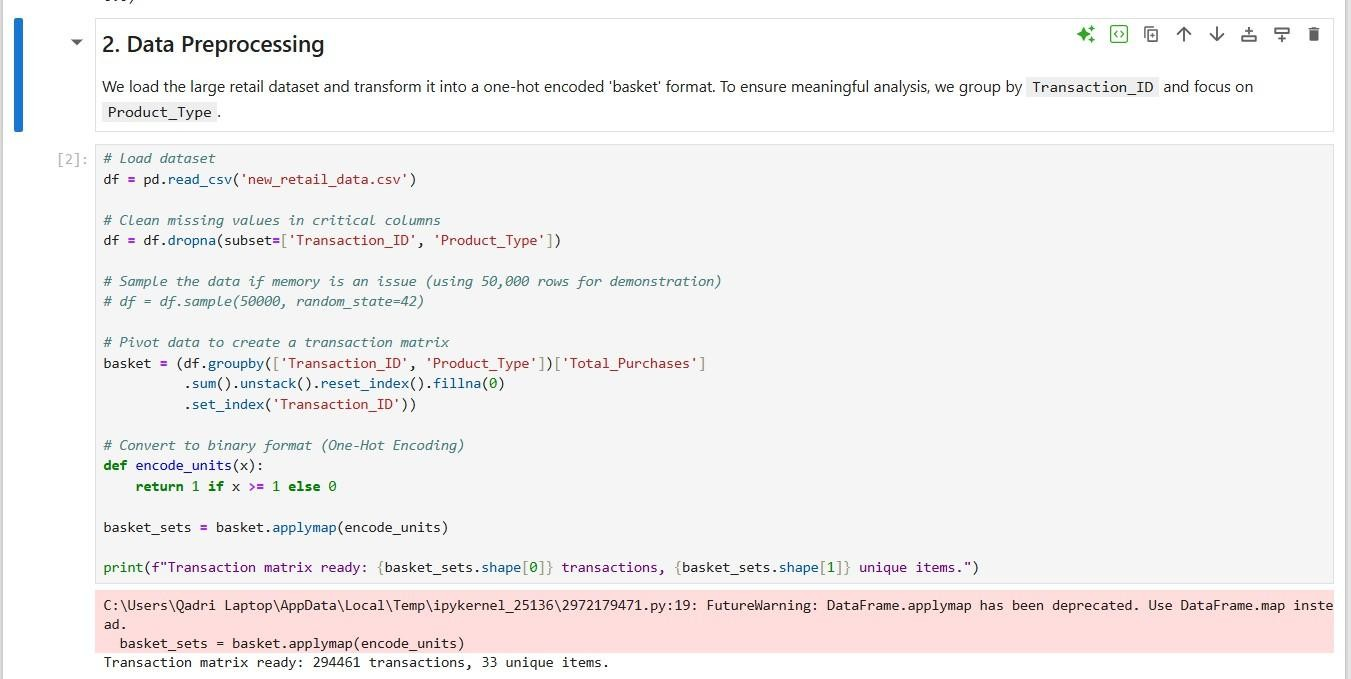 2. Data Preprocessing
We load the large retail dataset and transform it into a one-hot encoded 'basket' format. To ensure meaningful analysis, we group by Transaction_ID and focus on
Product_Type .
[2]:
# Load dataset
df = pd.read_csv('new_retail_data.csv')
# Clean missing values in critical columns
df = df.dropna(subset=['Transaction_ID', 'Product_Type'])
# Sample the data if memory is an issue (using 50,000 rows for demonstration)
# df = df.sample(50000, random_state=42)
# Pivot data to create a transaction matrix
basket = (df.groupby(['Transaction_ID', 'Product_Type'])['Total_Purchases']
          .sum().unstack().reset_index().fillna(0)
          .set_index('Transaction_ID'))
# Convert to binary format (One-Hot Encoding)
def encode_units(x):
    return 1 if x >= 1 else 0
basket_sets = basket.applymap(encode_units)
print(f"Transaction matrix ready: {basket_sets.shape[0]} transactions, {basket_sets.shape[1]} unique items.")
C:\Users\Qadri Laptop\AppData\Local\Temp\ipykernel_25136\2972179471.py:19: FutureWarning: DataFrame.applymap has been deprecated. Use DataFrame.map inste
ad.
  basket_sets = basket.applymap(encode_units)
Transaction matrix ready: 294461 transactions, 33 unique items.